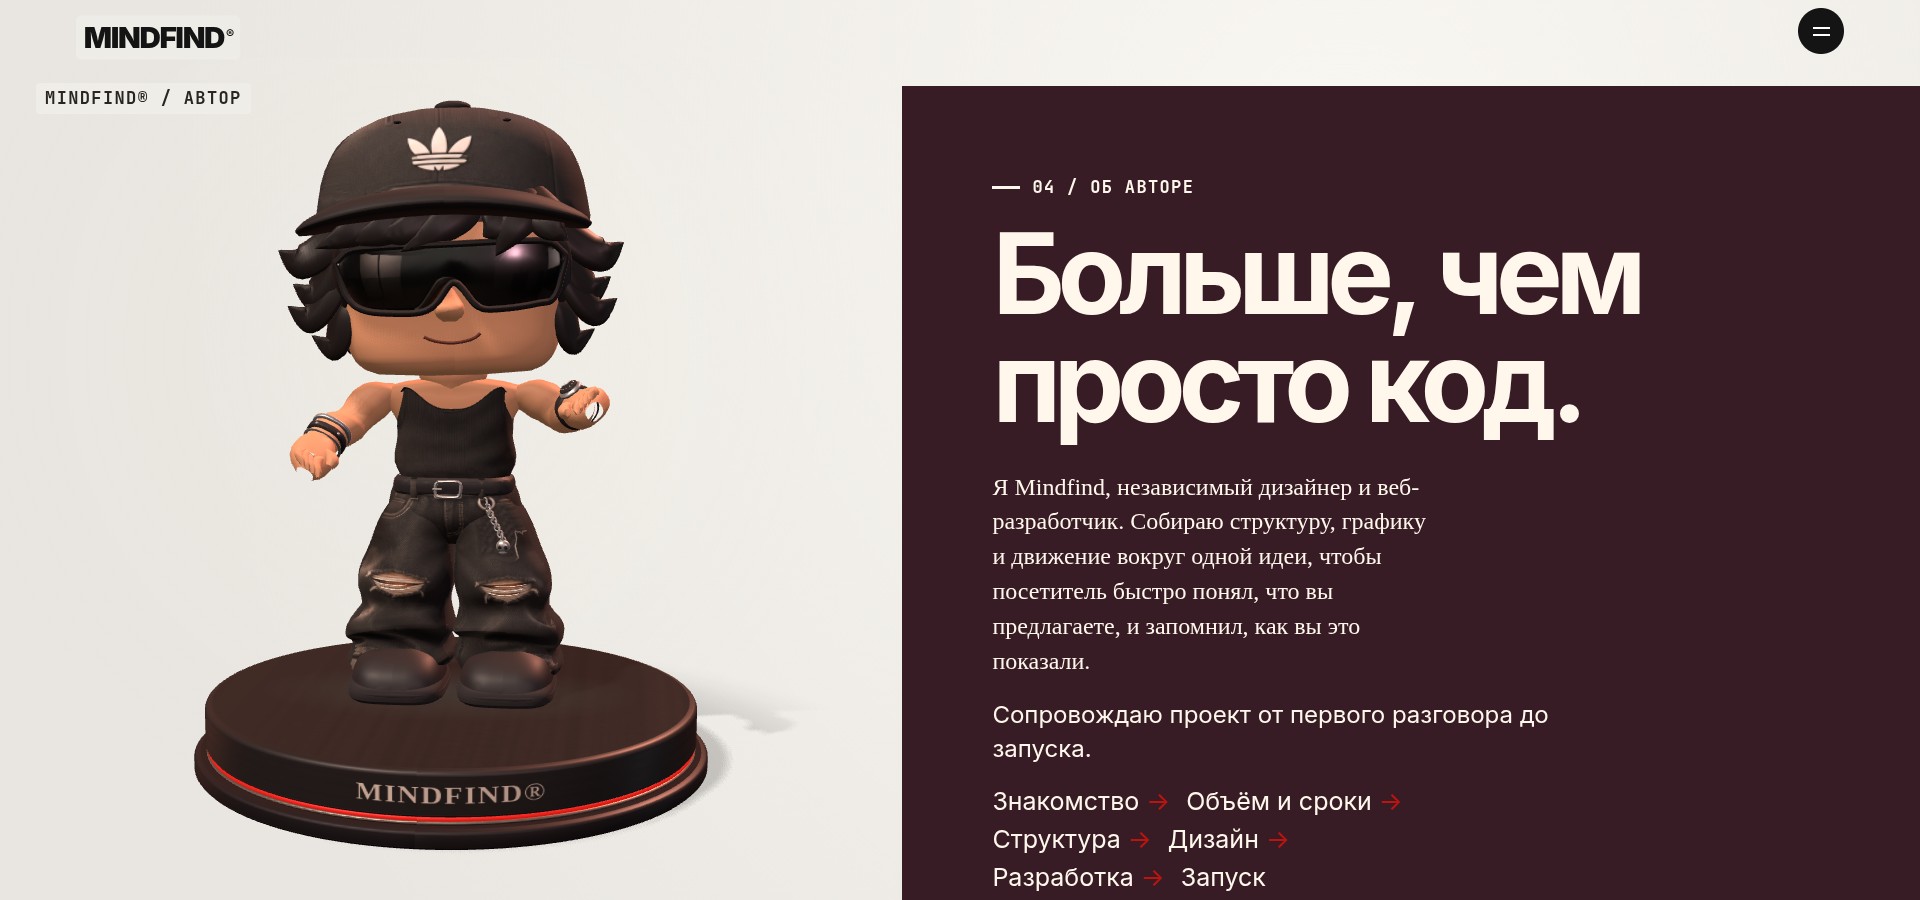 MINDFIND®
MINDFIND® / АВТОР
04 / ОБ АВТОРЕ
Больше, чем
просто код.
Я Mindfind, независимый дизайнер и веб-
разработчик. Собираю структуру, графику
и движение вокруг одной идеи, чтобы
посетитель быстро понял, что вы
предлагаете, и запомнил, как вы это
показали.
Сопровождаю проект от первого разговора до
запуска.
Знакомство → Объём и сроки →
Структура → Дизайн →
Разработка → Запуск
MINDFIND®